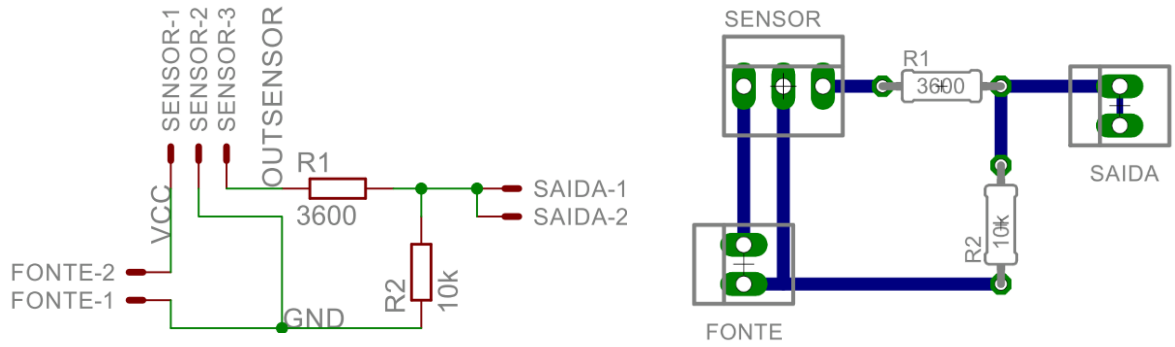 SENSOR-1
SENSOR-2
SENSOR-3
OUTSENSOR
VCC
R1
3600
SAIDA-1
SAIDA-2
FONTE-2
FONTE-1
R2
10k
GND
SENSOR
R1
3600
SAIDA
R2
10k
FONTE